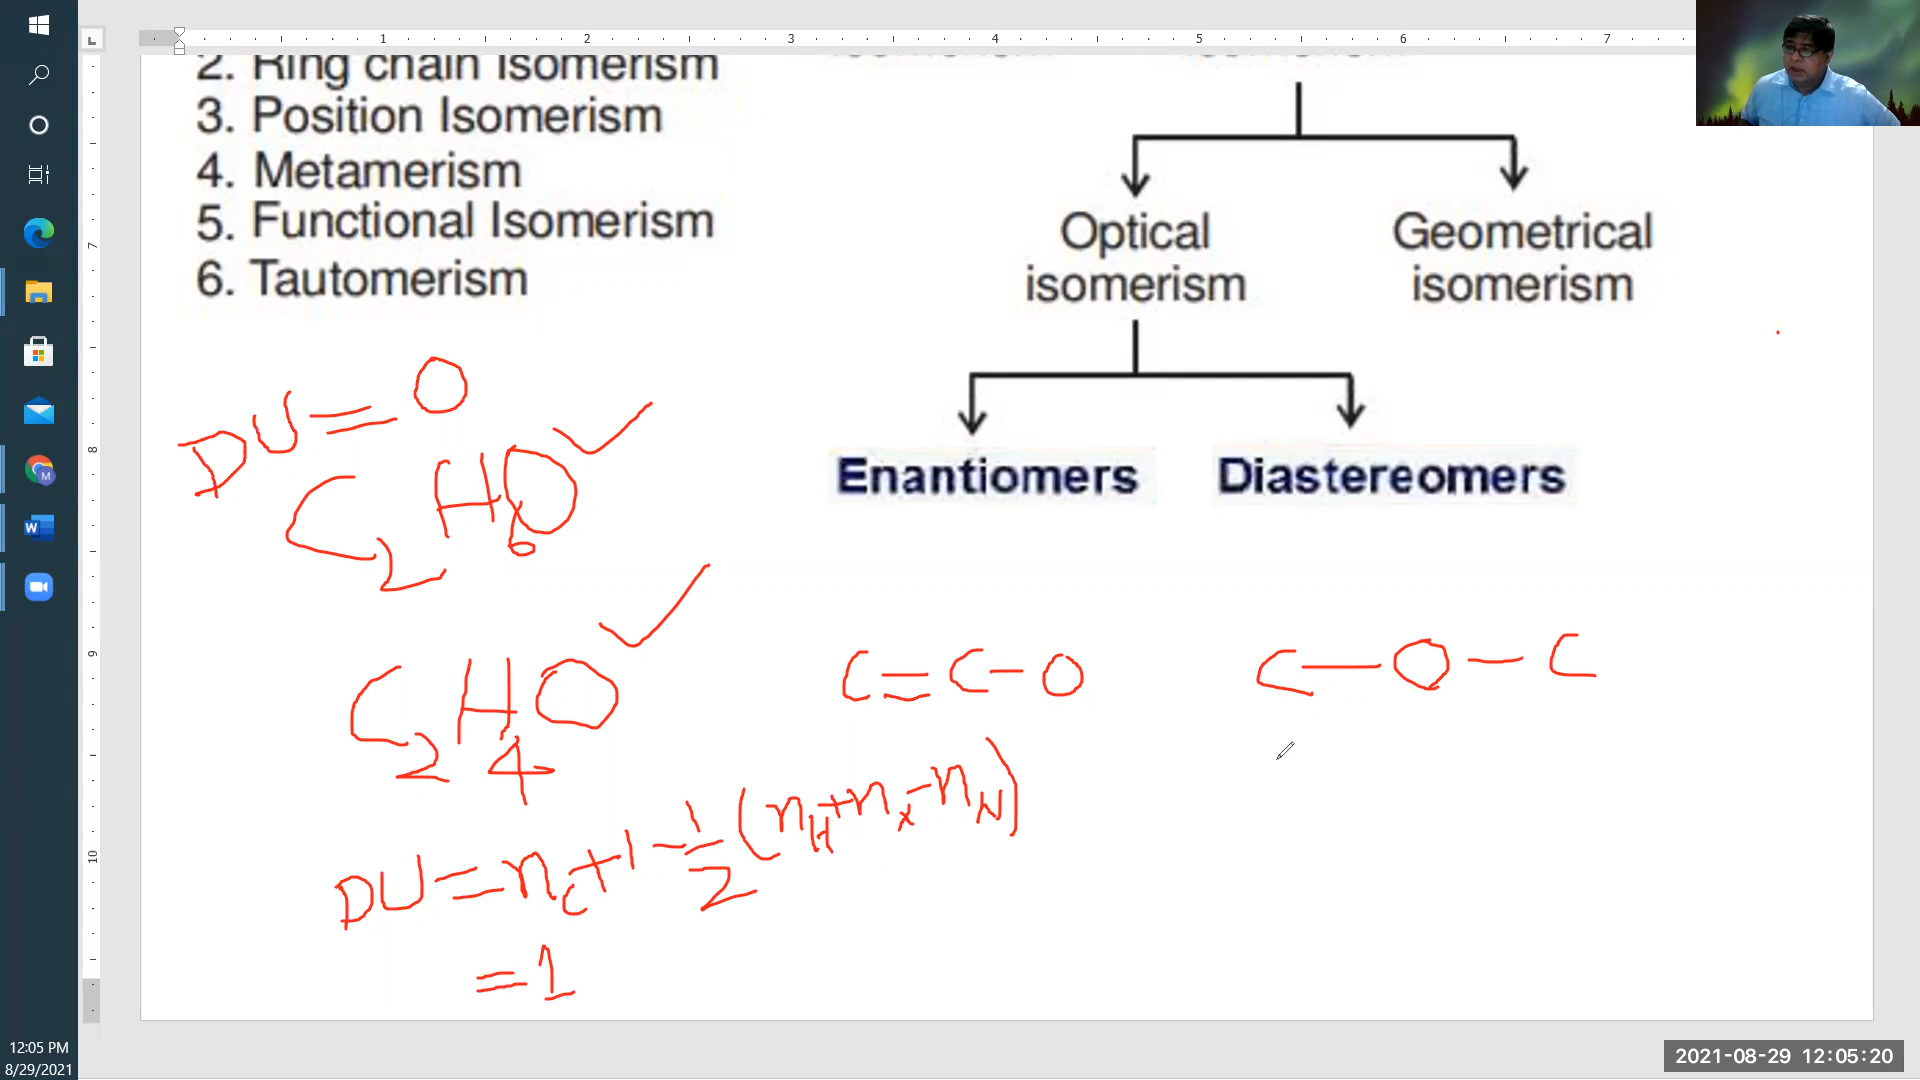 1 2 3 4 5 6 7
2. Ring chain Isomerism
3. Position Isomerism
4. Metamerism
5. Functional Isomerism
6. Tautomerism
Optical
isomerism
Geometrical
isomerism
Enantiomers
Diastereomers
DU = 0
C2H6O
C2H4O
C=C-O
C-O-C
DU = nC + 1 - 1/2 (nH + nX - nN)
= 1
7
8
9
10
12:05 PM
8/29/2021
2021-08-29 12:05:20